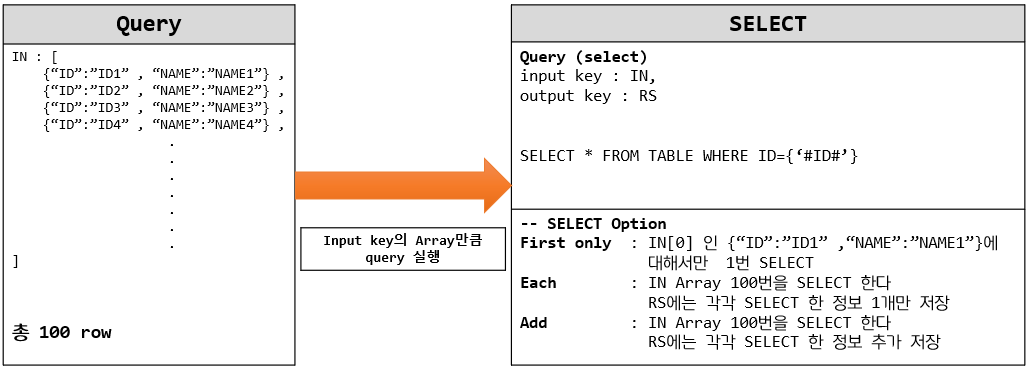 Query
IN : [
{“ID”:”ID1” , “NAME”:”NAME1”} ,
{“ID”:”ID2” , “NAME”:”NAME2”} ,
{“ID”:”ID3” , “NAME”:”NAME3”} ,
{“ID”:”ID4” , “NAME”:”NAME4”} ,
.
.
.
.
.
.
.
]
총 100 row
Input key의 Array만큼
query 실행
SELECT
Query (select)
input key : IN,
output key : RS
SELECT * FROM TABLE WHERE ID={‘#ID#’}
-- SELECT Option
First only : IN[0] 인 {“ID”:”ID1” ,“NAME”:”NAME1”}에
대해서만 1번 SELECT
Each : IN Array 100번을 SELECT 한다
RS에는 각각 SELECT 한 정보 1개만 저장
Add : IN Array 100번을 SELECT 한다
RS에는 각각 SELECT 한 정보 추가 저장